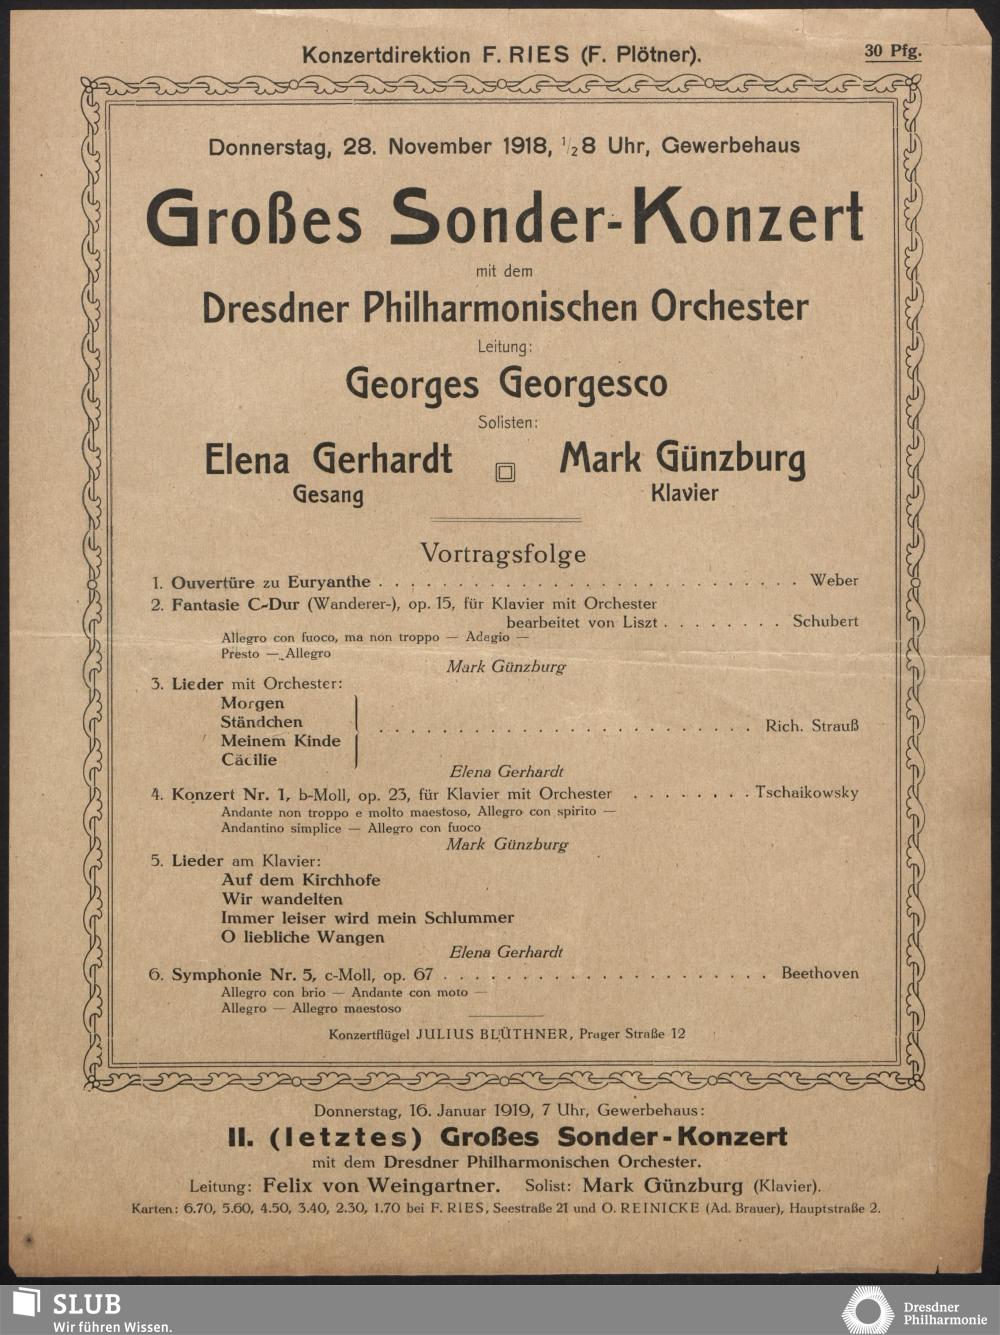 Konzertdirektion F. RIES (F. Plötner).
30 Pfg.
Donnerstag, 28. November 1918, 1/2 8 Uhr, Gewerbehaus
Großes Sonder-Konzert
mit dem
Dresdner Philharmonischen Orchester
Leitung:
Georges Georgesco
Solisten:
Elena Gerhardt Mark Günzburg
Gesang Klavier
Vortragsfolge
1. Ouvertüre zu Euryanthe . . . . . . . . . . . . . . . . . . . . . . . . . . . Weber
2. Fantasie C-Dur (Wanderer-), op. 15, für Klavier mit Orchester
bearbeitet von Liszt . . . . . . . . Schubert
Allegro con fuoco, ma non troppo — Adagio —
Presto — Allegro
Mark Günzburg
3. Lieder mit Orchester:
Morgen
Ständchen
. . . . . . . . . . . . . . . . . . . . . . . . Rich. Strauß
Meinem Kinde
Cäcilie
Elena Gerhardt
4. Konzert Nr. 1, b-Moll, op. 23, für Klavier mit Orchester . . . . . . . . Tschaikowsky
Andante non troppo e molto maestoso, Allegro con spirito —
Andantino simplice — Allegro con fuoco
Mark Günzburg
5. Lieder am Klavier:
Auf dem Kirchhofe
Wir wandelten
Immer leiser wird mein Schlummer
O liebliche Wangen
Elena Gerhardt
6. Symphonie Nr. 5, c-Moll, op. 67 . . . . . . . . . . . . . . . . . . . . . Beethoven
Allegro con brio — Andante con moto —
Allegro — Allegro maestoso
Konzertflügel JULIUS BLÜTHNER, Prager Straße 12
Donnerstag, 16. Januar 1919, 7 Uhr, Gewerbehaus:
II. (letztes) Großes Sonder-Konzert
mit dem Dresdner Philharmonischen Orchester.
Leitung: Felix von Weingartner. Solist: Mark Günzburg (Klavier).
Karten: 6.70, 5.60, 4.50, 3.40, 2.30, 1.70 bei F. RIES, Seestraße 21 und O. REINICKE (Ad. Brauer), Hauptstraße 2.
SLUB
Wir führen Wissen.
Dresdner
Philharmonie